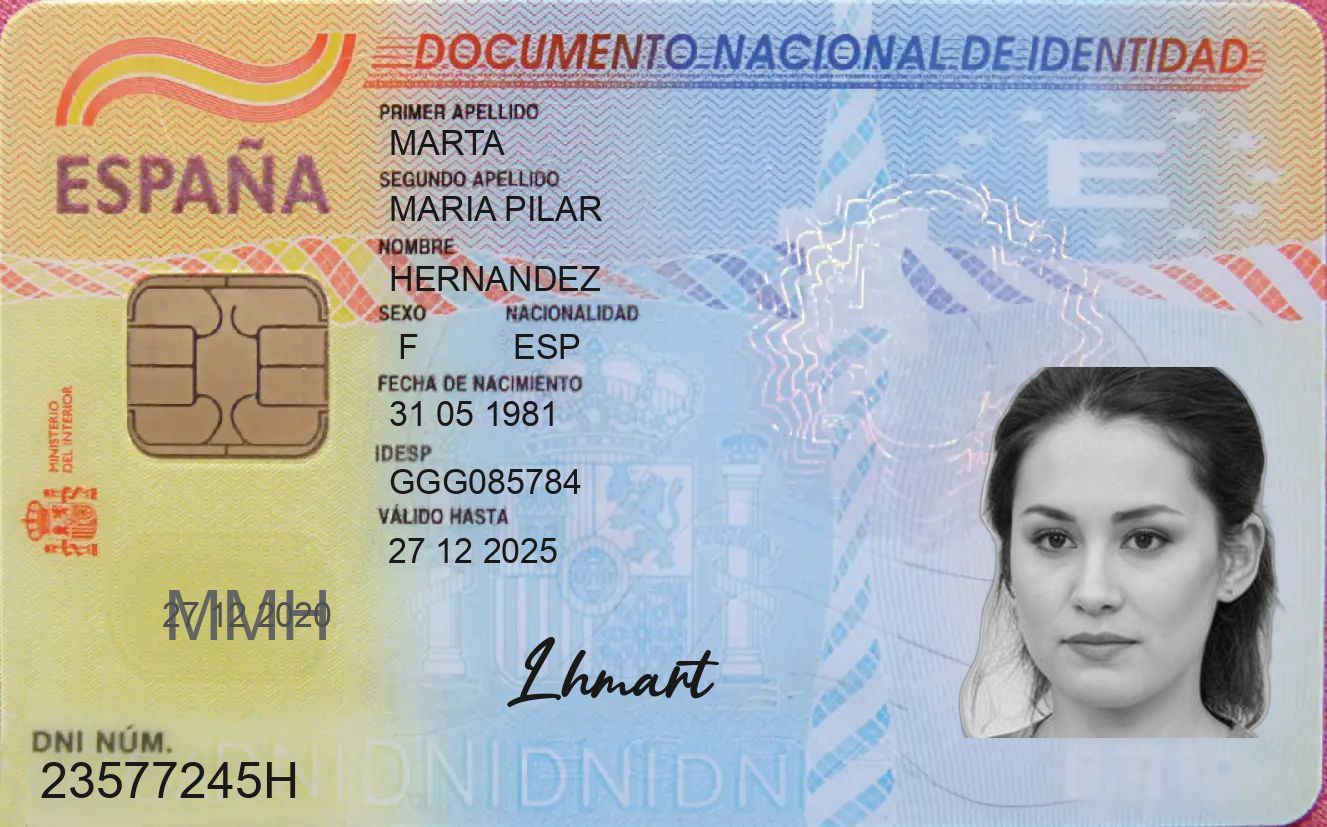 DOCUMENTO NACIONAL DE IDENTIDAD
ESPAÑA
PRIMER APELLIDO
MARTA
SEGUNDO APELLIDO
MARIA PILAR
NOMBRE
HERNANDEZ
SEXO NACIONALIDAD
F ESP
FECHA DE NACIMIENTO
31 05 1981
IDESP
GGG085784
VÁLIDO HASTA
27 12 2025
MINISTERIO
DEL INTERIOR
E
MMH
27 12 2020
Lhmart
DNI NÚM.
23577245H
DNIDNIDNIDNI